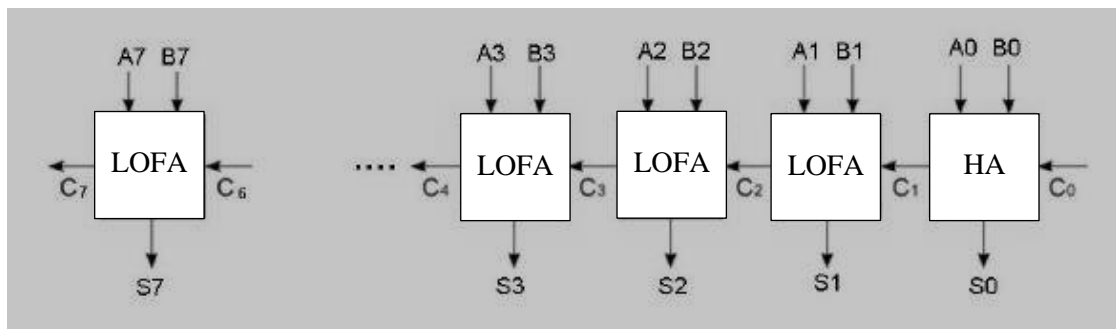 A7 B7 A3 B3 A2 B2 A1 B1 A0 B0
LOFA .... LOFA LOFA LOFA HA
C7 C6 C4 C3 C2 C1 C0
S7 S3 S2 S1 S0